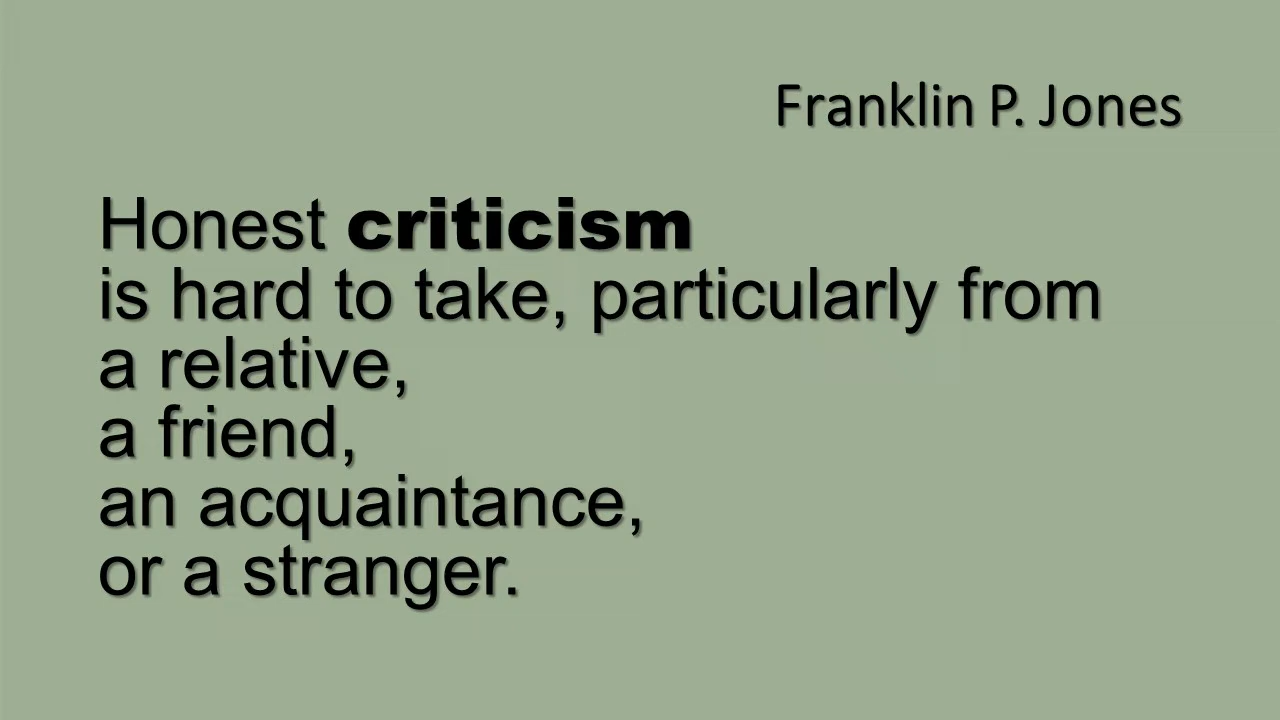 Franklin P. Jones
Honest criticism
is hard to take, particularly from
a relative,
a friend,
an acquaintance,
or a stranger.